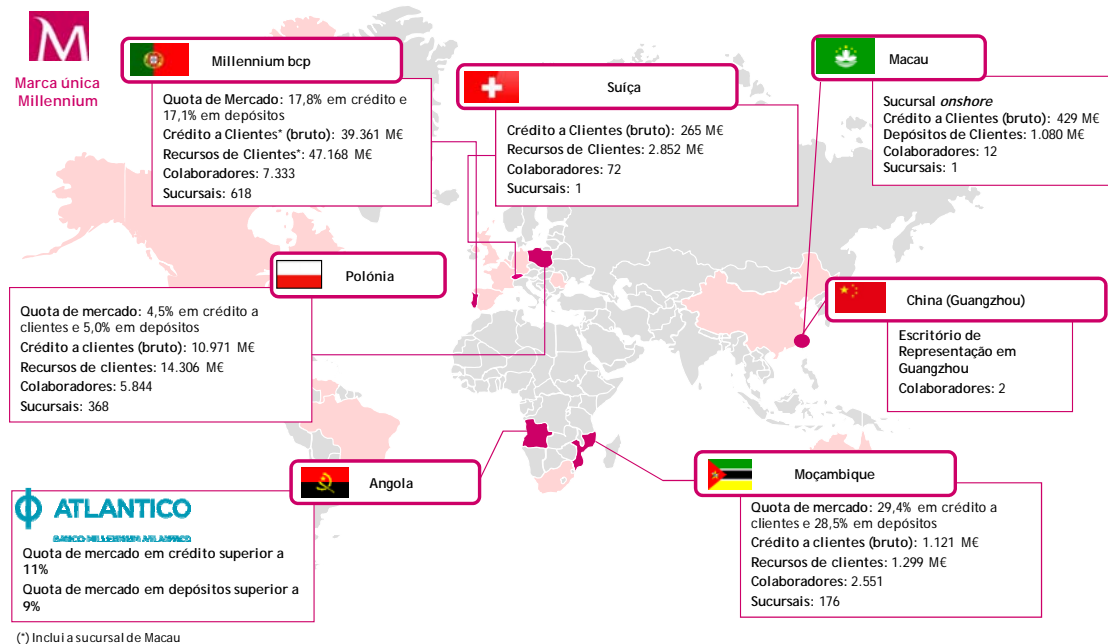 Marca única
Millennium
Millennium bcp
Quota de Mercado: 17,8% em crédito e
17,1% em depósitos
Crédito a Clientes* (bruto): 39.361 M€
Recursos de Clientes*: 47.168 M€
Colaboradores: 7.333
Sucursais: 618
Suíça
Crédito a Clientes (bruto): 265 M€
Recursos de Clientes: 2.852 M€
Colaboradores: 72
Sucursais: 1
Macau
Sucursal onshore
Crédito a Clientes (bruto): 429 M€
Depósitos de Clientes: 1.080 M€
Colaboradores: 12
Sucursais: 1
Polónia
Quota de mercado: 4,5% em crédito a
clientes e 5,0% em depósitos
Crédito a clientes (bruto): 10.971 M€
Recursos de clientes: 14.306 M€
Colaboradores: 5.844
Sucursais: 368
China (Guangzhou)
Escritório de
Representação em
Guangzhou
Colaboradores: 2
Angola
ATLANTICO
BANCO MILLENNIUM ATLANTICO
Quota de mercado em crédito superior a
11%
Quota de mercado em depósitos superior a
9%
Moçambique
Quota de mercado: 29,4% em crédito a
clientes e 28,5% em depósitos
Crédito a clientes (bruto): 1.121 M€
Recursos de clientes: 1.299 M€
Colaboradores: 2.551
Sucursais: 176
(*) Inclui a sucursal de Macau